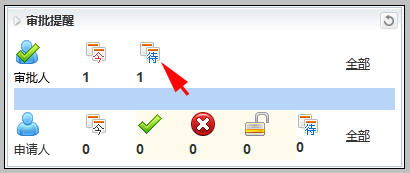 审批提醒
今 待
审批人 1 1 全部
今 待
申请人 0 0 0 0 0 全部